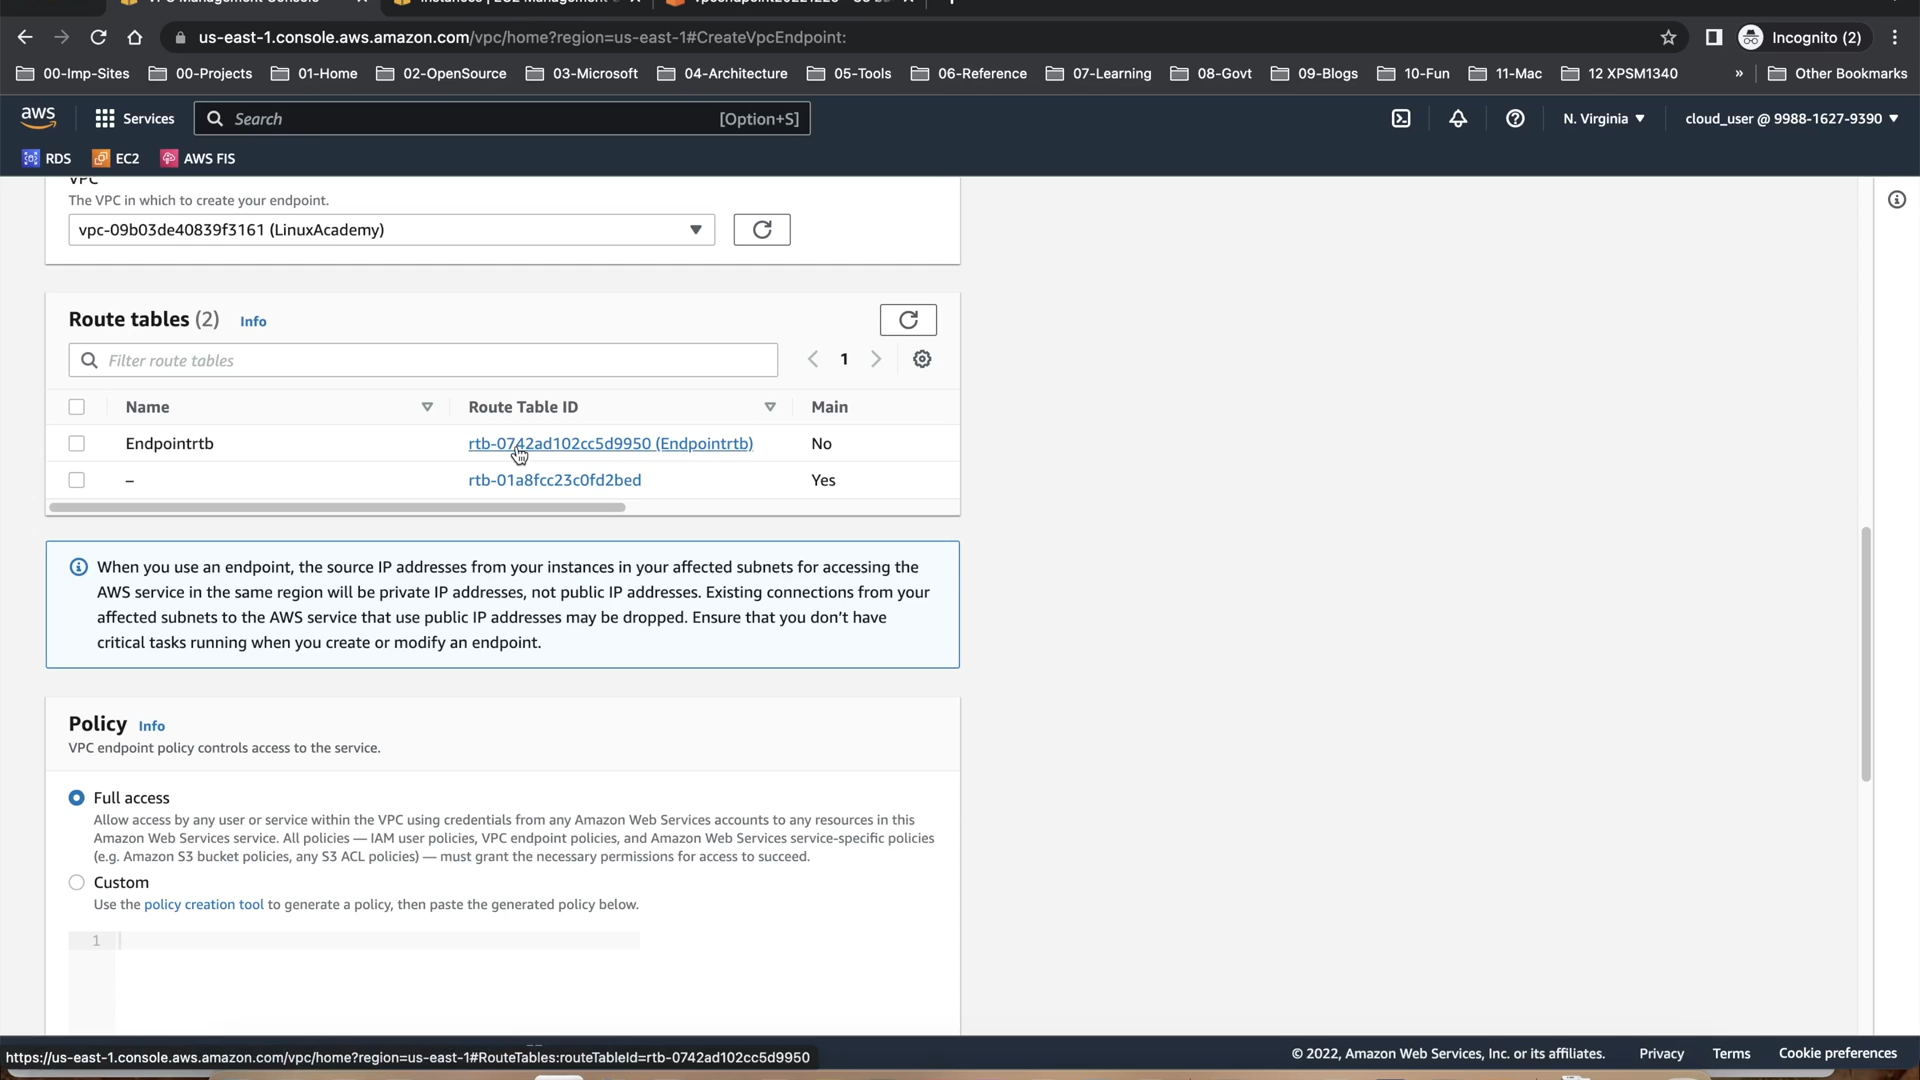 us-east-1.console.aws.amazon.com/vpc/home?region=us-east-1#CreateVpcEndpoint:
Incognito (2)
00-Imp-Sites
00-Projects
01-Home
02-OpenSource
03-Microsoft
04-Architecture
05-Tools
06-Reference
07-Learning
08-Govt
09-Blogs
10-Fun
11-Mac
12 XPSM1340
»
Other Bookmarks
aws
Services
Search
[Option+S]
N. Virginia
cloud_user @ 9988-1627-9390
RDS
EC2
AWS FIS
VPC
The VPC in which to create your endpoint.
vpc-09b03de40839f3161 (LinuxAcademy)
Route tables (2)
Info
Filter route tables
1
Name
Route Table ID
Main
Endpointrtb
rtb-0742ad102cc5d9950 (Endpointrtb)
No
–
rtb-01a8fcc23c0fd2bed
Yes
When you use an endpoint, the source IP addresses from your instances in your affected subnets for accessing the
AWS service in the same region will be private IP addresses, not public IP addresses. Existing connections from your
affected subnets to the AWS service that use public IP addresses may be dropped. Ensure that you don't have
critical tasks running when you create or modify an endpoint.
Policy
Info
VPC endpoint policy controls access to the service.
Full access
Allow access by any user or service within the VPC using credentials from any Amazon Web Services accounts to any resources in this
Amazon Web Services service. All policies — IAM user policies, VPC endpoint policies, and Amazon Web Services service-specific policies
(e.g. Amazon S3 bucket policies, any S3 ACL policies) — must grant the necessary permissions for access to succeed.
Custom
Use the policy creation tool to generate a policy, then paste the generated policy below.
1
https://us-east-1.console.aws.amazon.com/vpc/home?region=us-east-1#RouteTables:routeTableId=rtb-0742ad102cc5d9950
© 2022, Amazon Web Services, Inc. or its affiliates.
Privacy
Terms
Cookie preferences